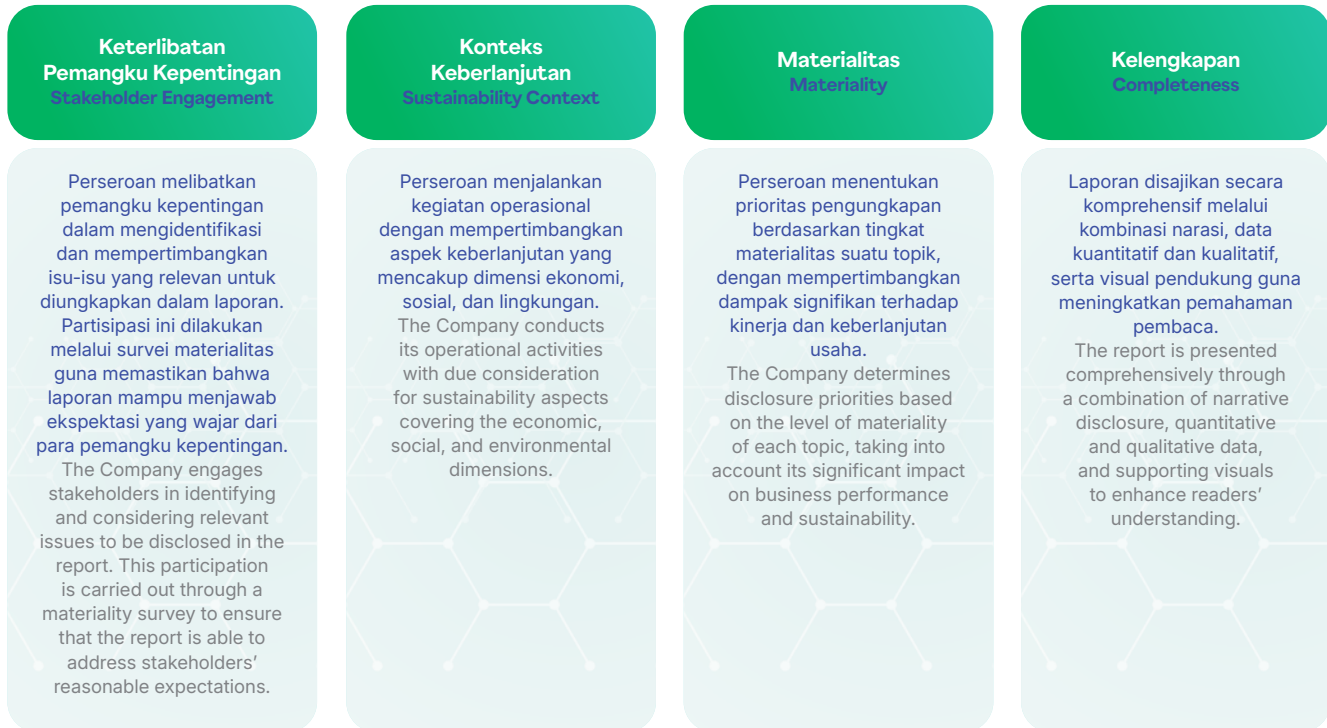 Keterlibatan
Pemangku Kepentingan
Stakeholder Engagement
Perseroan melibatkan
pemangku kepentingan
dalam mengidentifikasi
dan mempertimbangkan
isu-isu yang relevan untuk
diungkapkan dalam laporan.
Partisipasi ini dilakukan
melalui survei materialitas
guna memastikan bahwa
laporan mampu menjawab
ekspektasi yang wajar dari
para pemangku kepentingan.
The Company engages
stakeholders in identifying
and considering relevant
issues to be disclosed in the
report. This participation
is carried out through a
materiality survey to ensure
that the report is able to
address stakeholders’
reasonable expectations.
Konteks
Keberlanjutan
Sustainability Context
Perseroan menjalankan
kegiatan operasional
dengan mempertimbangkan
aspek keberlanjutan yang
mencakup dimensi ekonomi,
sosial, dan lingkungan.
The Company conducts
its operational activities
with due consideration
for sustainability aspects
covering the economic,
social, and environmental
dimensions.
Materialitas
Materiality
Perseroan menentukan
prioritas pengungkapan
berdasarkan tingkat
materialitas suatu topik,
dengan mempertimbangkan
dampak signifikan terhadap
kinerja dan keberlanjutan
usaha.
The Company determines
disclosure priorities based
on the level of materiality
of each topic, taking into
account its significant impact
on business performance
and sustainability.
Kelengkapan
Completeness
Laporan disajikan secara
komprehensif melalui
kombinasi narasi, data
kuantitatif dan kualitatif,
serta visual pendukung guna
meningkatkan pemahaman
pembaca.
The report is presented
comprehensively through
a combination of narrative
disclosure, quantitative
and qualitative data,
and supporting visuals
to enhance readers’
understanding.